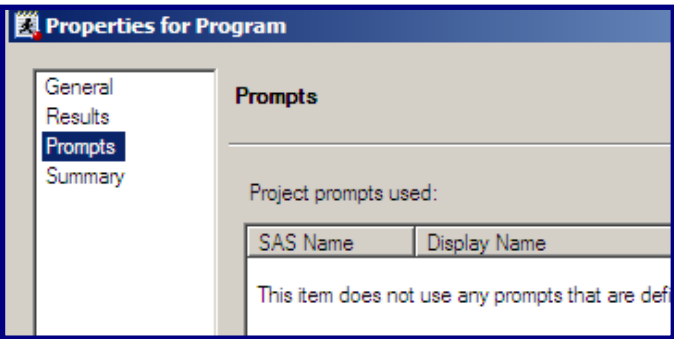 Properties for Program
General
Results
Prompts
Summary
Prompts
Project prompts used:
SAS Name Display Name
This item does not use any prompts that are defi